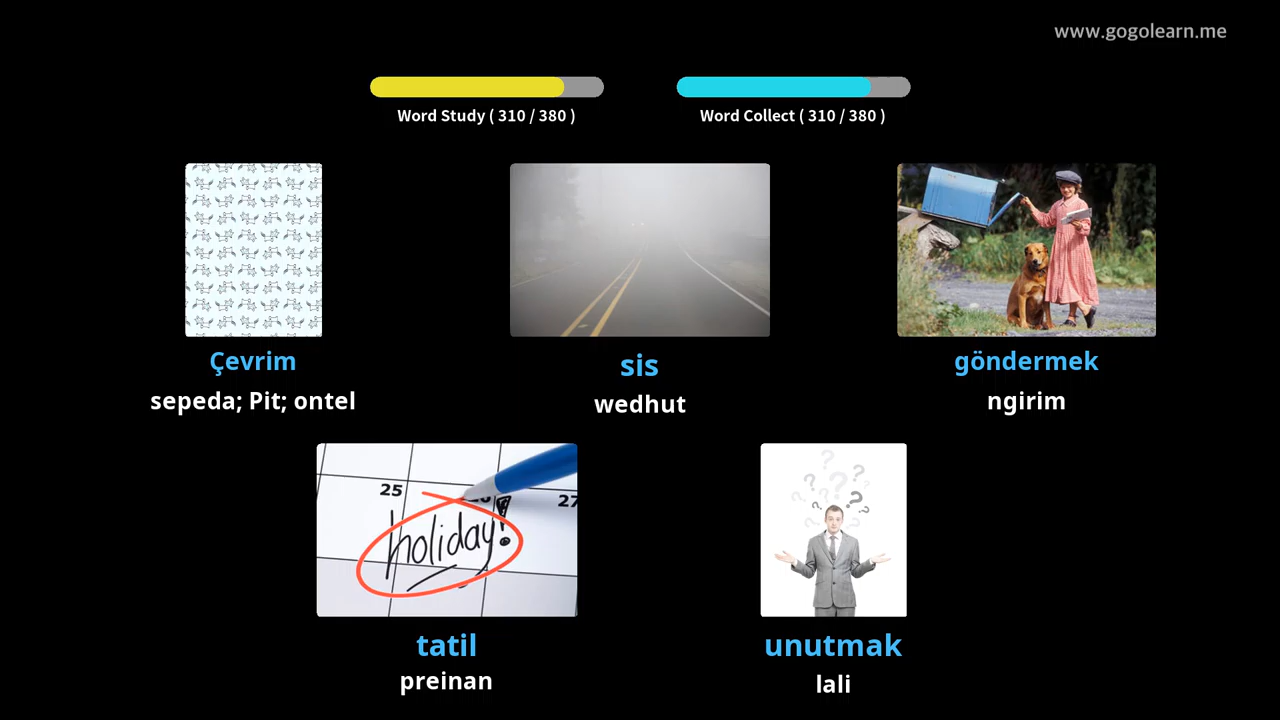 www.gogolearn.me
Word Study ( 310 / 380 )
Word Collect ( 310 / 380 )
Çevrim
sepeda; Pit; ontel
sis
wedhut
göndermek
ngirim
25
27
holiday!
tatil
preinan
unutmak
lali